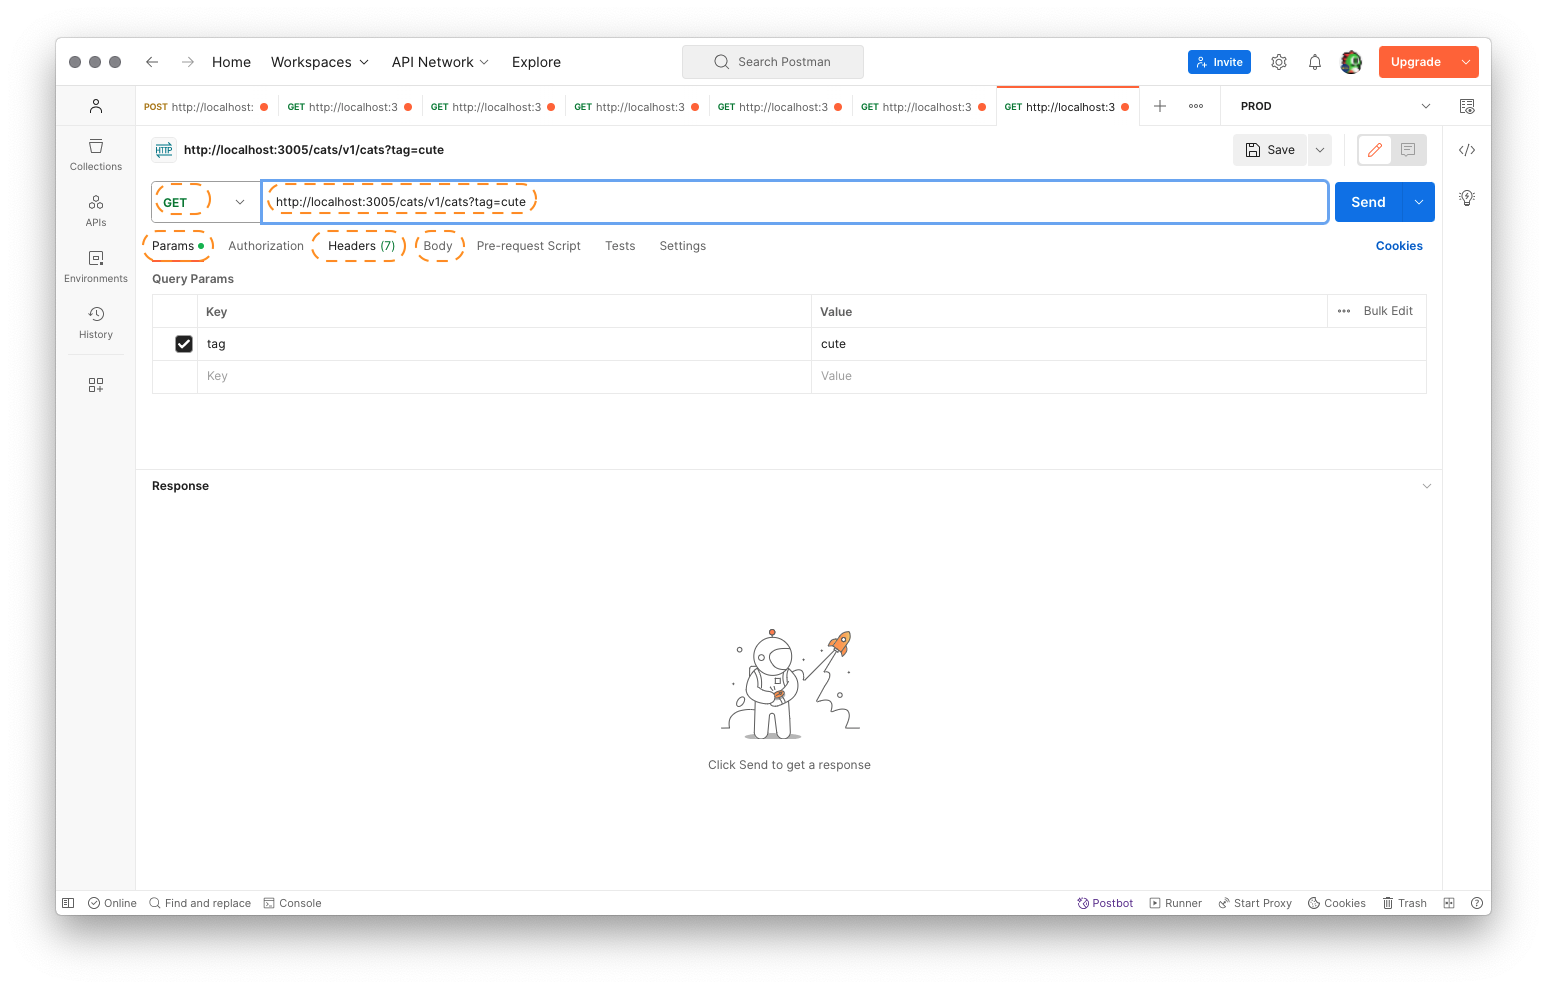 Home Workspaces API Network Explore Search Postman Invite Upgrade
POST http://localhost: GET http://localhost:3 GET http://localhost:3 GET http://localhost:3 GET http://localhost:3 GET http://localhost:3 GET http://localhost:3 PROD
Collections
APIs
Environments
History
HTTP http://localhost:3005/cats/v1/cats?tag=cute Save
GET http://localhost:3005/cats/v1/cats?tag=cute Send
Params Authorization Headers (7) Body Pre-request Script Tests Settings Cookies
Query Params
Key Value Bulk Edit
tag cute
Key Value
Response
Click Send to get a response
Online Find and replace Console Postbot Runner Start Proxy Cookies Trash